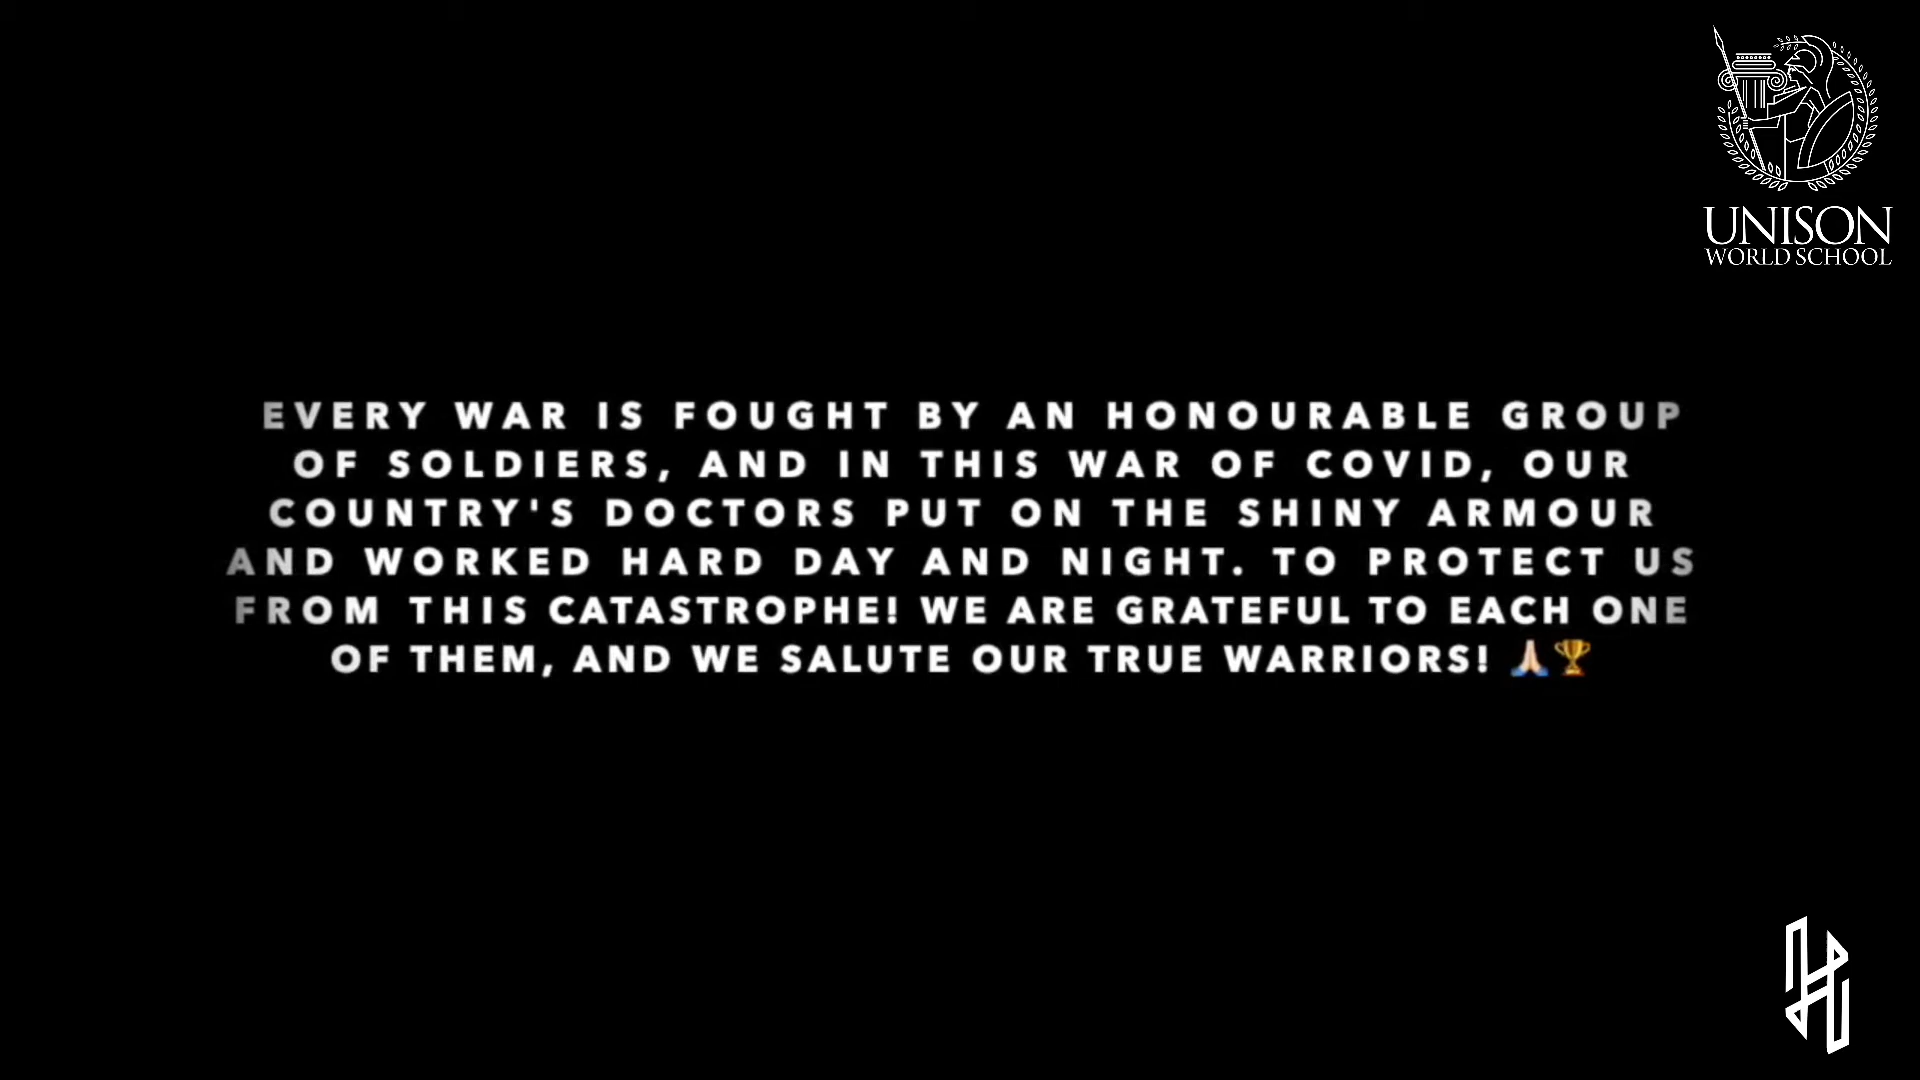 UNISON
WORLD SCHOOL
EVERY WAR IS FOUGHT BY AN HONOURABLE GROUP
OF SOLDIERS, AND IN THIS WAR OF COVID, OUR
COUNTRY'S DOCTORS PUT ON THE SHINY ARMOUR
AND WORKED HARD DAY AND NIGHT. TO PROTECT US
FROM THIS CATASTROPHE! WE ARE GRATEFUL TO EACH ONE
OF THEM, AND WE SALUTE OUR TRUE WARRIORS! 🙏🏻🏆